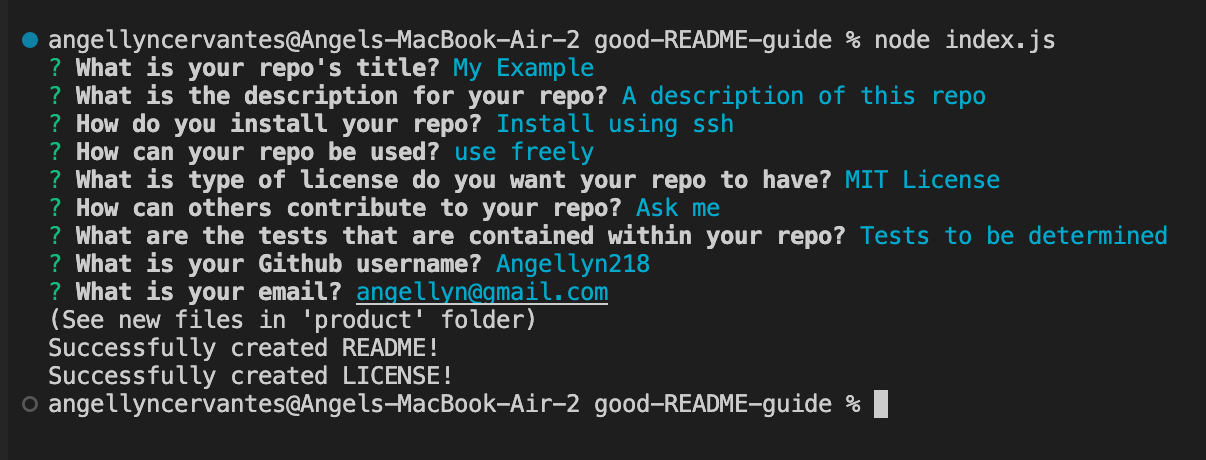 angellyncervantes@Angels-MacBook-Air-2 good-README-guide % node index.js
? What is your repo's title? My Example
? What is the description for your repo? A description of this repo
? How do you install your repo? Install using ssh
? How can your repo be used? use freely
? What is type of license do you want your repo to have? MIT License
? How can others contribute to your repo? Ask me
? What are the tests that are contained within your repo? Tests to be determined
? What is your Github username? Angellyn218
? What is your email? angellyn@gmail.com
(See new files in 'product' folder)
Successfully created README!
Successfully created LICENSE!
angellyncervantes@Angels-MacBook-Air-2 good-README-guide %